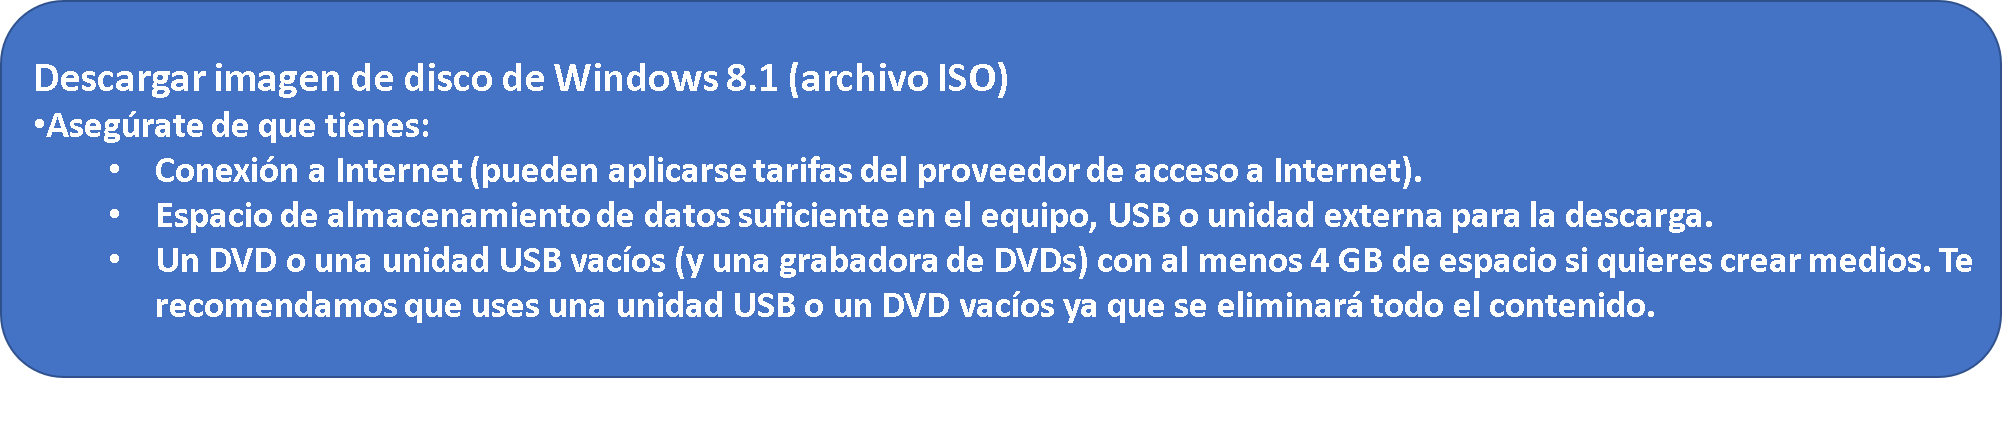 Descargar imagen de disco de Windows 8.1 (archivo ISO)
•Asegúrate de que tienes:
• Conexión a Internet (pueden aplicarse tarifas del proveedor de acceso a Internet).
• Espacio de almacenamiento de datos suficiente en el equipo, USB o unidad externa para la descarga.
• Un DVD o una unidad USB vacíos (y una grabadora de DVDs) con al menos 4 GB de espacio si quieres crear medios. Te
recomendamos que uses una unidad USB o un DVD vacíos ya que se eliminará todo el contenido.